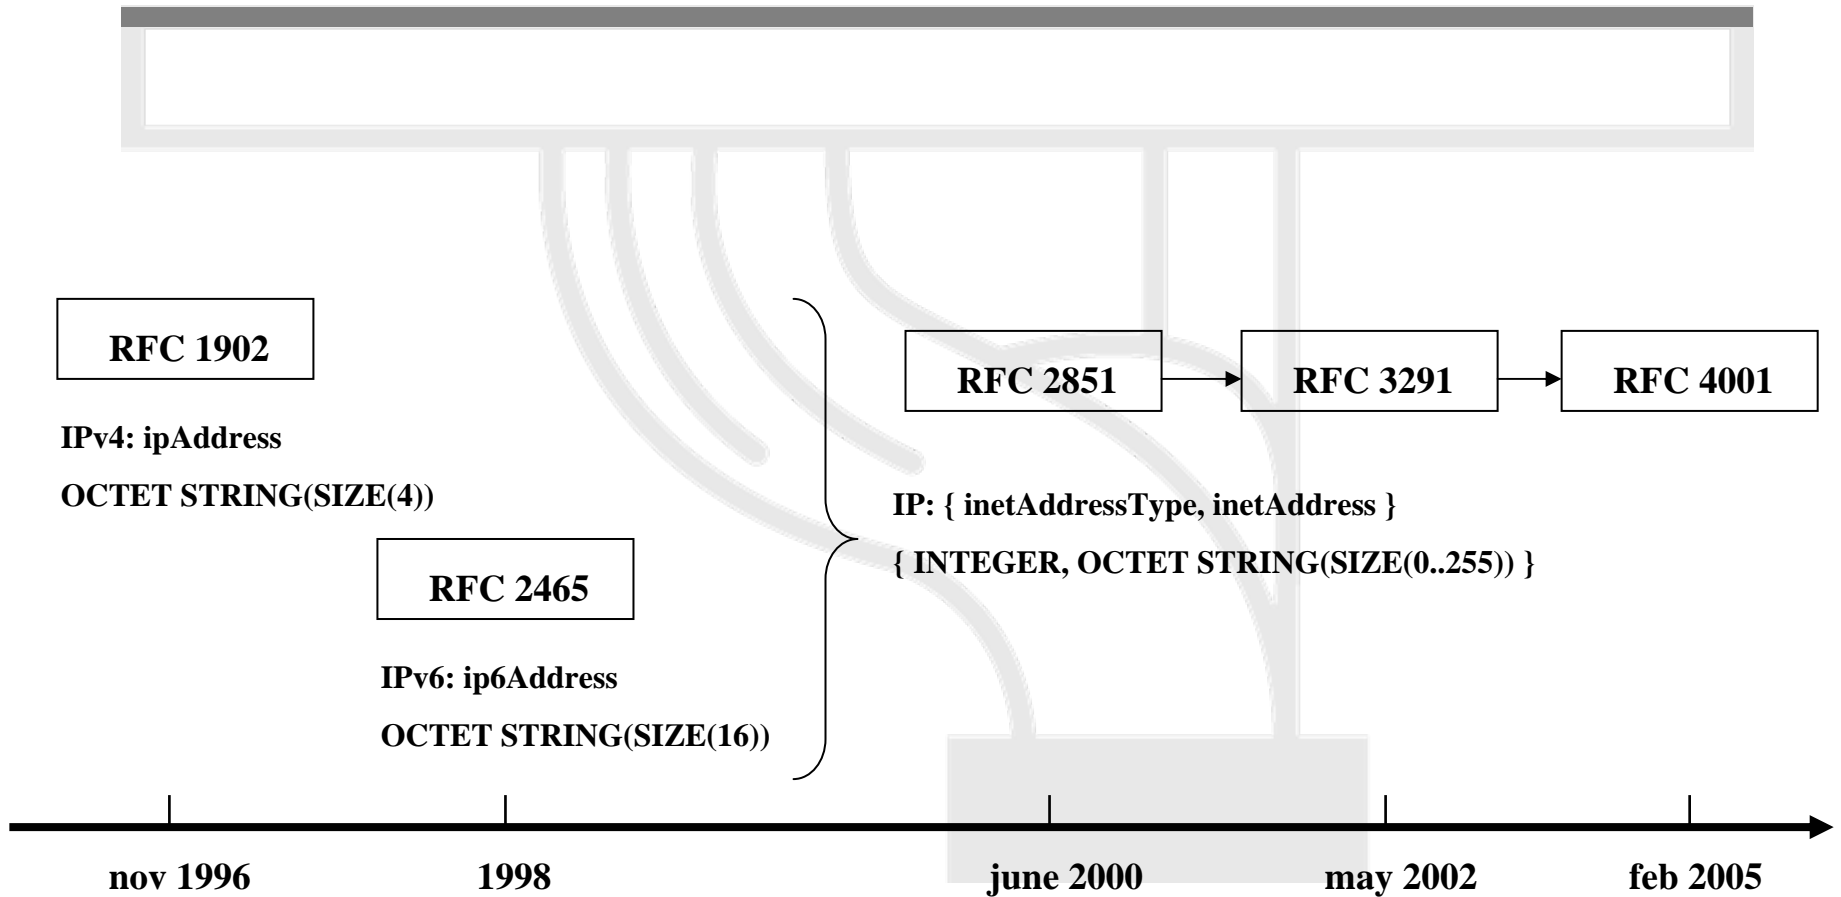 RFC 1902
IPv4: ipAddress
OCTET STRING(SIZE(4))
RFC 2465
IPv6: ip6Address
OCTET STRING(SIZE(16))
RFC 2851
RFC 3291
RFC 4001
IP: { inetAddressType, inetAddress }
{ INTEGER, OCTET STRING(SIZE(0..255)) }
nov 1996
1998
june 2000
may 2002
feb 2005